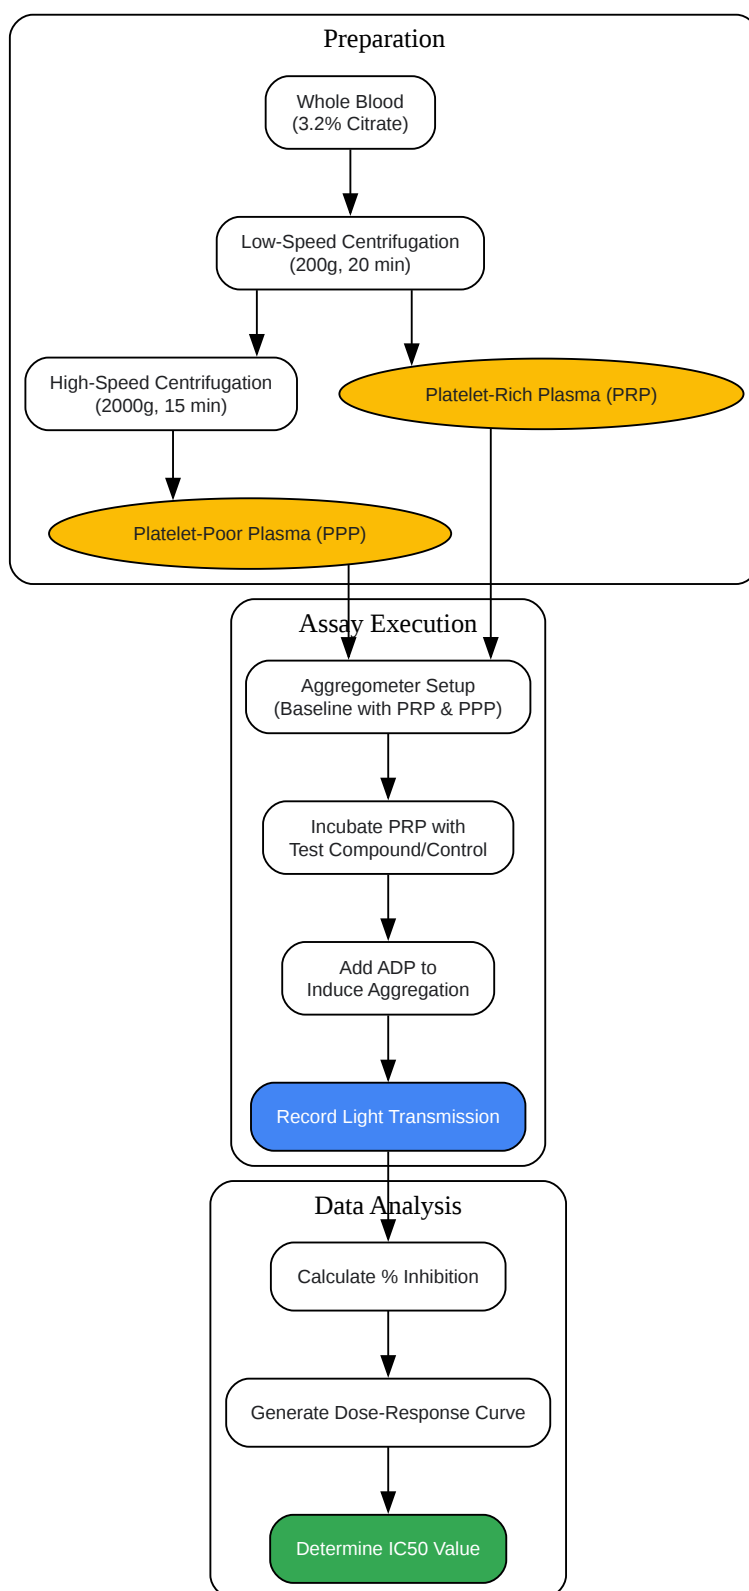 Preparation
Whole Blood
(3.2% Citrate)
Low-Speed Centrifugation
(200g, 20 min)
High-Speed Centrifugation
(2000g, 15 min)
Platelet-Rich Plasma (PRP)
Platelet-Poor Plasma (PPP)
Assay Execution
Aggregometer Setup
(Baseline with PRP & PPP)
Incubate PRP with
Test Compound/Control
Add ADP to
Induce Aggregation
Record Light Transmission
Data Analysis
Calculate % Inhibition
Generate Dose-Response Curve
Determine IC50 Value